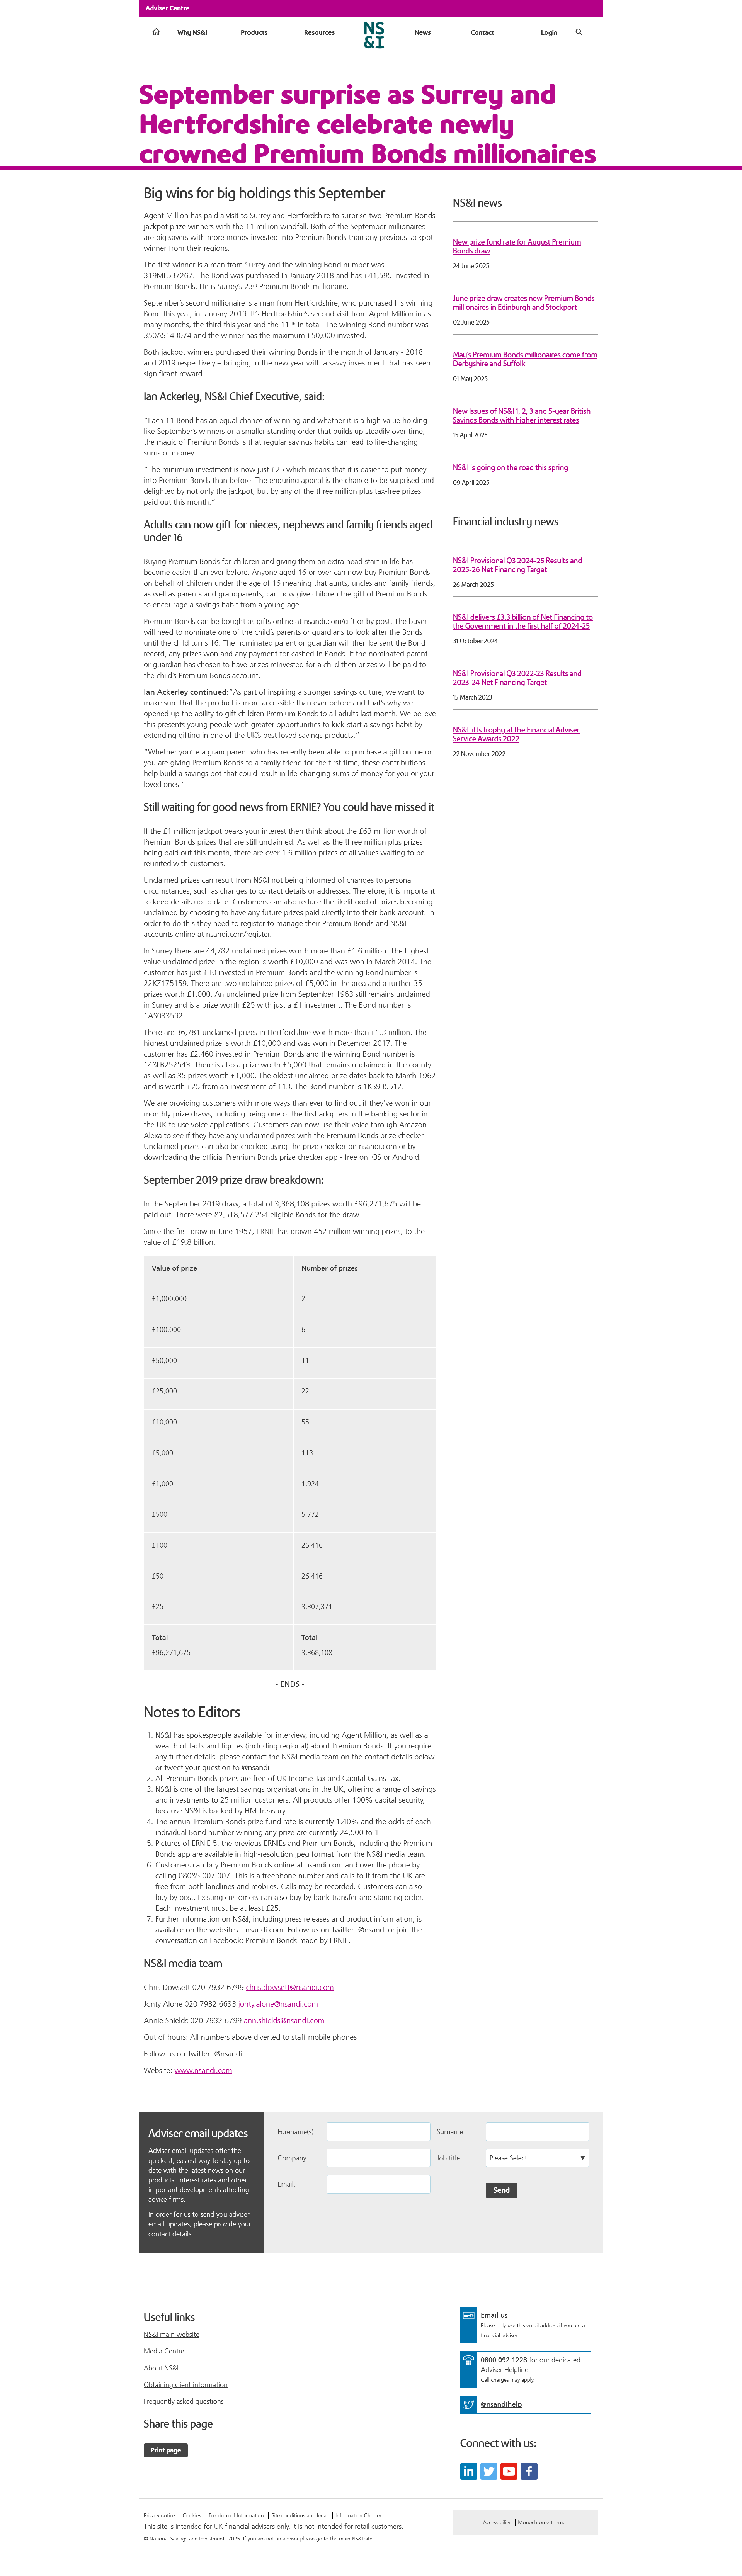 Adviser Centre
Why NS&I
Products
Resources
NS
&I
News
Contact
Login
September surprise as Surrey and
Hertfordshire celebrate newly
crowned Premium Bonds millionaires
Big wins for big holdings this September
Agent Million has paid a visit to Surrey and Hertfordshire to surprise two Premium Bonds
jackpot prize winners with the £1 million windfall. Both of the September millionaires
are big savers with more money invested into Premium Bonds than any previous jackpot
winner from their regions.
The first winner is a man from Surrey and the winning Bond number was
319ML537267. The Bond was purchased in January 2018 and has £41,595 invested in
Premium Bonds. He is Surrey's 23rd Premium Bonds millionaire.
September's second millionaire is a man from Hertfordshire, who purchased his winning
Bond this year, in January 2019. It's Hertfordshire's second visit from Agent Million in as
many months, the third this year and the 11 th in total. The winning Bond number was
350AS143074 and the winner has the maximum £50,000 invested.
Both jackpot winners purchased their winning Bonds in the month of January - 2018
and 2019 respectively – bringing in the new year with a savvy investment that has seen
significant reward.
Ian Ackerley, NS&I Chief Executive, said:
"Each £1 Bond has an equal chance of winning and whether it is a high value holding
like September's winners or a smaller standing order that builds up steadily over time,
the magic of Premium Bonds is that regular savings habits can lead to life-changing
sums of money.
"The minimum investment is now just £25 which means that it is easier to put money
into Premium Bonds than before. The enduring appeal is the chance to be surprised and
delighted by not only the jackpot, but by any of the three million plus tax-free prizes
paid out this month."
Adults can now gift for nieces, nephews and family friends aged
under 16
Buying Premium Bonds for children and giving them an extra head start in life has
become easier than ever before. Anyone aged 16 or over can now buy Premium Bonds
on behalf of children under the age of 16 meaning that aunts, uncles and family friends,
as well as parents and grandparents, can now give children the gift of Premium Bonds
to encourage a savings habit from a young age.
Premium Bonds can be bought as gifts online at nsandi.com/gift or by post. The buyer
will need to nominate one of the child's parents or guardians to look after the Bonds
until the child turns 16. The nominated parent or guardian will then be sent the Bond
record, any prizes won and any payment for cashed-in Bonds. If the nominated parent
or guardian has chosen to have prizes reinvested for a child then prizes will be paid to
the child's Premium Bonds account.
Ian Ackerley continued:"As part of inspiring a stronger savings culture, we want to
make sure that the product is more accessible than ever before and that's why we
opened up the ability to gift children Premium Bonds to all adults last month. We believe
this presents young people with greater opportunities to kick-start a savings habit by
extending gifting in one of the UK's best loved savings products."
"Whether you're a grandparent who has recently been able to purchase a gift online or
you are giving Premium Bonds to a family friend for the first time, these contributions
help build a savings pot that could result in life-changing sums of money for you or your
loved ones."
Still waiting for good news from ERNIE? You could have missed it
If the £1 million jackpot peaks your interest then think about the £63 million worth of
Premium Bonds prizes that are still unclaimed. As well as the three million plus prizes
being paid out this month, there are over 1.6 million prizes of all values waiting to be
reunited with customers.
Unclaimed prizes can result from NS&I not being informed of changes to personal
circumstances, such as changes to contact details or addresses. Therefore, it is important
to keep details up to date. Customers can also reduce the likelihood of prizes becoming
unclaimed by choosing to have any future prizes paid directly into their bank account. In
order to do this they need to register to manage their Premium Bonds and NS&I
accounts online at nsandi.com/register.
In Surrey there are 44,782 unclaimed prizes worth more than £1.6 million. The highest
value unclaimed prize in the region is worth £10,000 and was won in March 2014. The
customer has just £10 invested in Premium Bonds and the winning Bond number is
22KZ175159. There are two unclaimed prizes of £5,000 in the area and a further 35
prizes worth £1,000. An unclaimed prize from September 1963 still remains unclaimed
in Surrey and is a prize worth £25 with just a £1 investment. The Bond number is
1AS033592.
There are 36,781 unclaimed prizes in Hertfordshire worth more than £1.3 million. The
highest unclaimed prize is worth £10,000 and was won in December 2017. The
customer has £2,460 invested in Premium Bonds and the winning Bond number is
148LB252543. There is also a prize worth £5,000 that remains unclaimed in the county
as well as 35 prizes worth £1,000. The oldest unclaimed prize dates back to March 1962
and is worth £25 from an investment of £13. The Bond number is 1KS935512.
We are providing customers with more ways than ever to find out if they've won in our
monthly prize draws, including being one of the first adopters in the banking sector in
the UK to use voice applications. Customers can now use their voice through Amazon
Alexa to see if they have any unclaimed prizes with the Premium Bonds prize checker.
Unclaimed prizes can also be checked using the prize checker on nsandi.com or by
downloading the official Premium Bonds prize checker app - free on iOS or Android.
September 2019 prize draw breakdown:
In the September 2019 draw, a total of 3,368,108 prizes worth £96,271,675 will be
paid out. There were 82,518,577,254 eligible Bonds for the draw.
Since the first draw in June 1957, ERNIE has drawn 452 million winning prizes, to the
value of £19.8 billion.
Value of prize Number of prizes
£1,000,000 2
£100,000 6
£50,000 11
£25,000 22
£10,000 55
£5,000 113
£1,000 1,924
£500 5,772
£100 26,416
£50 26,416
£25 3,307,371
Total Total
£96,271,675 3,368,108
- ENDS -
Notes to Editors
1. NS&I has spokespeople available for interview, including Agent Million, as well as a
wealth of facts and figures (including regional) about Premium Bonds. If you require
any further details, please contact the NS&I media team on the contact details below
or tweet your question to @nsandi
2. All Premium Bonds prizes are free of UK Income Tax and Capital Gains Tax.
3. NS&I is one of the largest savings organisations in the UK, offering a range of savings
and investments to 25 million customers. All products offer 100% capital security,
because NS&I is backed by HM Treasury.
4. The annual Premium Bonds prize fund rate is currently 1.40% and the odds of each
individual Bond number winning any prize are currently 24,500 to 1.
5. Pictures of ERNIE 5, the previous ERNIEs and Premium Bonds, including the Premium
Bonds app are available in high-resolution jpeg format from the NS&I media team.
6. Customers can buy Premium Bonds online at nsandi.com and over the phone by
calling 08085 007 007. This is a freephone number and calls to it from the UK are
free from both landlines and mobiles. Calls may be recorded. Customers can also
buy by post. Existing customers can also buy by bank transfer and standing order.
Each investment must be at least £25.
7. Further information on NS&I, including press releases and product information, is
available on the website at nsandi.com. Follow us on Twitter: @nsandi or join the
conversation on Facebook: Premium Bonds made by ERNIE.
NS&I media team
Chris Dowsett 020 7932 6799 chris.dowsett@nsandi.com
Jonty Alone 020 7932 6633 jonty.alone@nsandi.com
Annie Shields 020 7932 6799 ann.shields@nsandi.com
Out of hours: All numbers above diverted to staff mobile phones
Follow us on Twitter: @nsandi
Website: www.nsandi.com
NS&I news
New prize fund rate for August Premium
Bonds draw
24 June 2025
June prize draw creates new Premium Bonds
millionaires in Edinburgh and Stockport
02 June 2025
May's Premium Bonds millionaires come from
Derbyshire and Suffolk
01 May 2025
New Issues of NS&I 1, 2, 3 and 5-year British
Savings Bonds with higher interest rates
15 April 2025
NS&I is going on the road this spring
09 April 2025
Financial industry news
NS&I Provisional Q3 2024-25 Results and
2025-26 Net Financing Target
26 March 2025
NS&I delivers £3.3 billion of Net Financing to
the Government in the first half of 2024-25
31 October 2024
NS&I Provisional Q3 2022-23 Results and
2023-24 Net Financing Target
15 March 2023
NS&I lifts trophy at the Financial Adviser
Service Awards 2022
22 November 2022
Adviser email updates
Adviser email updates offer the
quickest, easiest way to stay up to
date with the latest news on our
products, interest rates and other
important developments affecting
advice firms.
In order for us to send you adviser
email updates, please provide your
contact details.
Forename(s):
Surname:
Company:
Job title:
Please Select
Email:
Send
Useful links
NS&I main website
Media Centre
About NS&I
Obtaining client information
Frequently asked questions
Share this page
Print page
Email us
Please only use this email address if you are a
financial adviser.
0800 092 1228 for our dedicated
Adviser Helpline.
Call charges may apply.
@nsandihelp
Connect with us:
Privacy notice | Cookies | Freedom of Information | Site conditions and legal | Information Charter
This site is intended for UK financial advisers only. It is not intended for retail customers.
© National Savings and Investments 2025. If you are not an adviser please go to the main NS&I site.
Accessibility | Monochrome theme